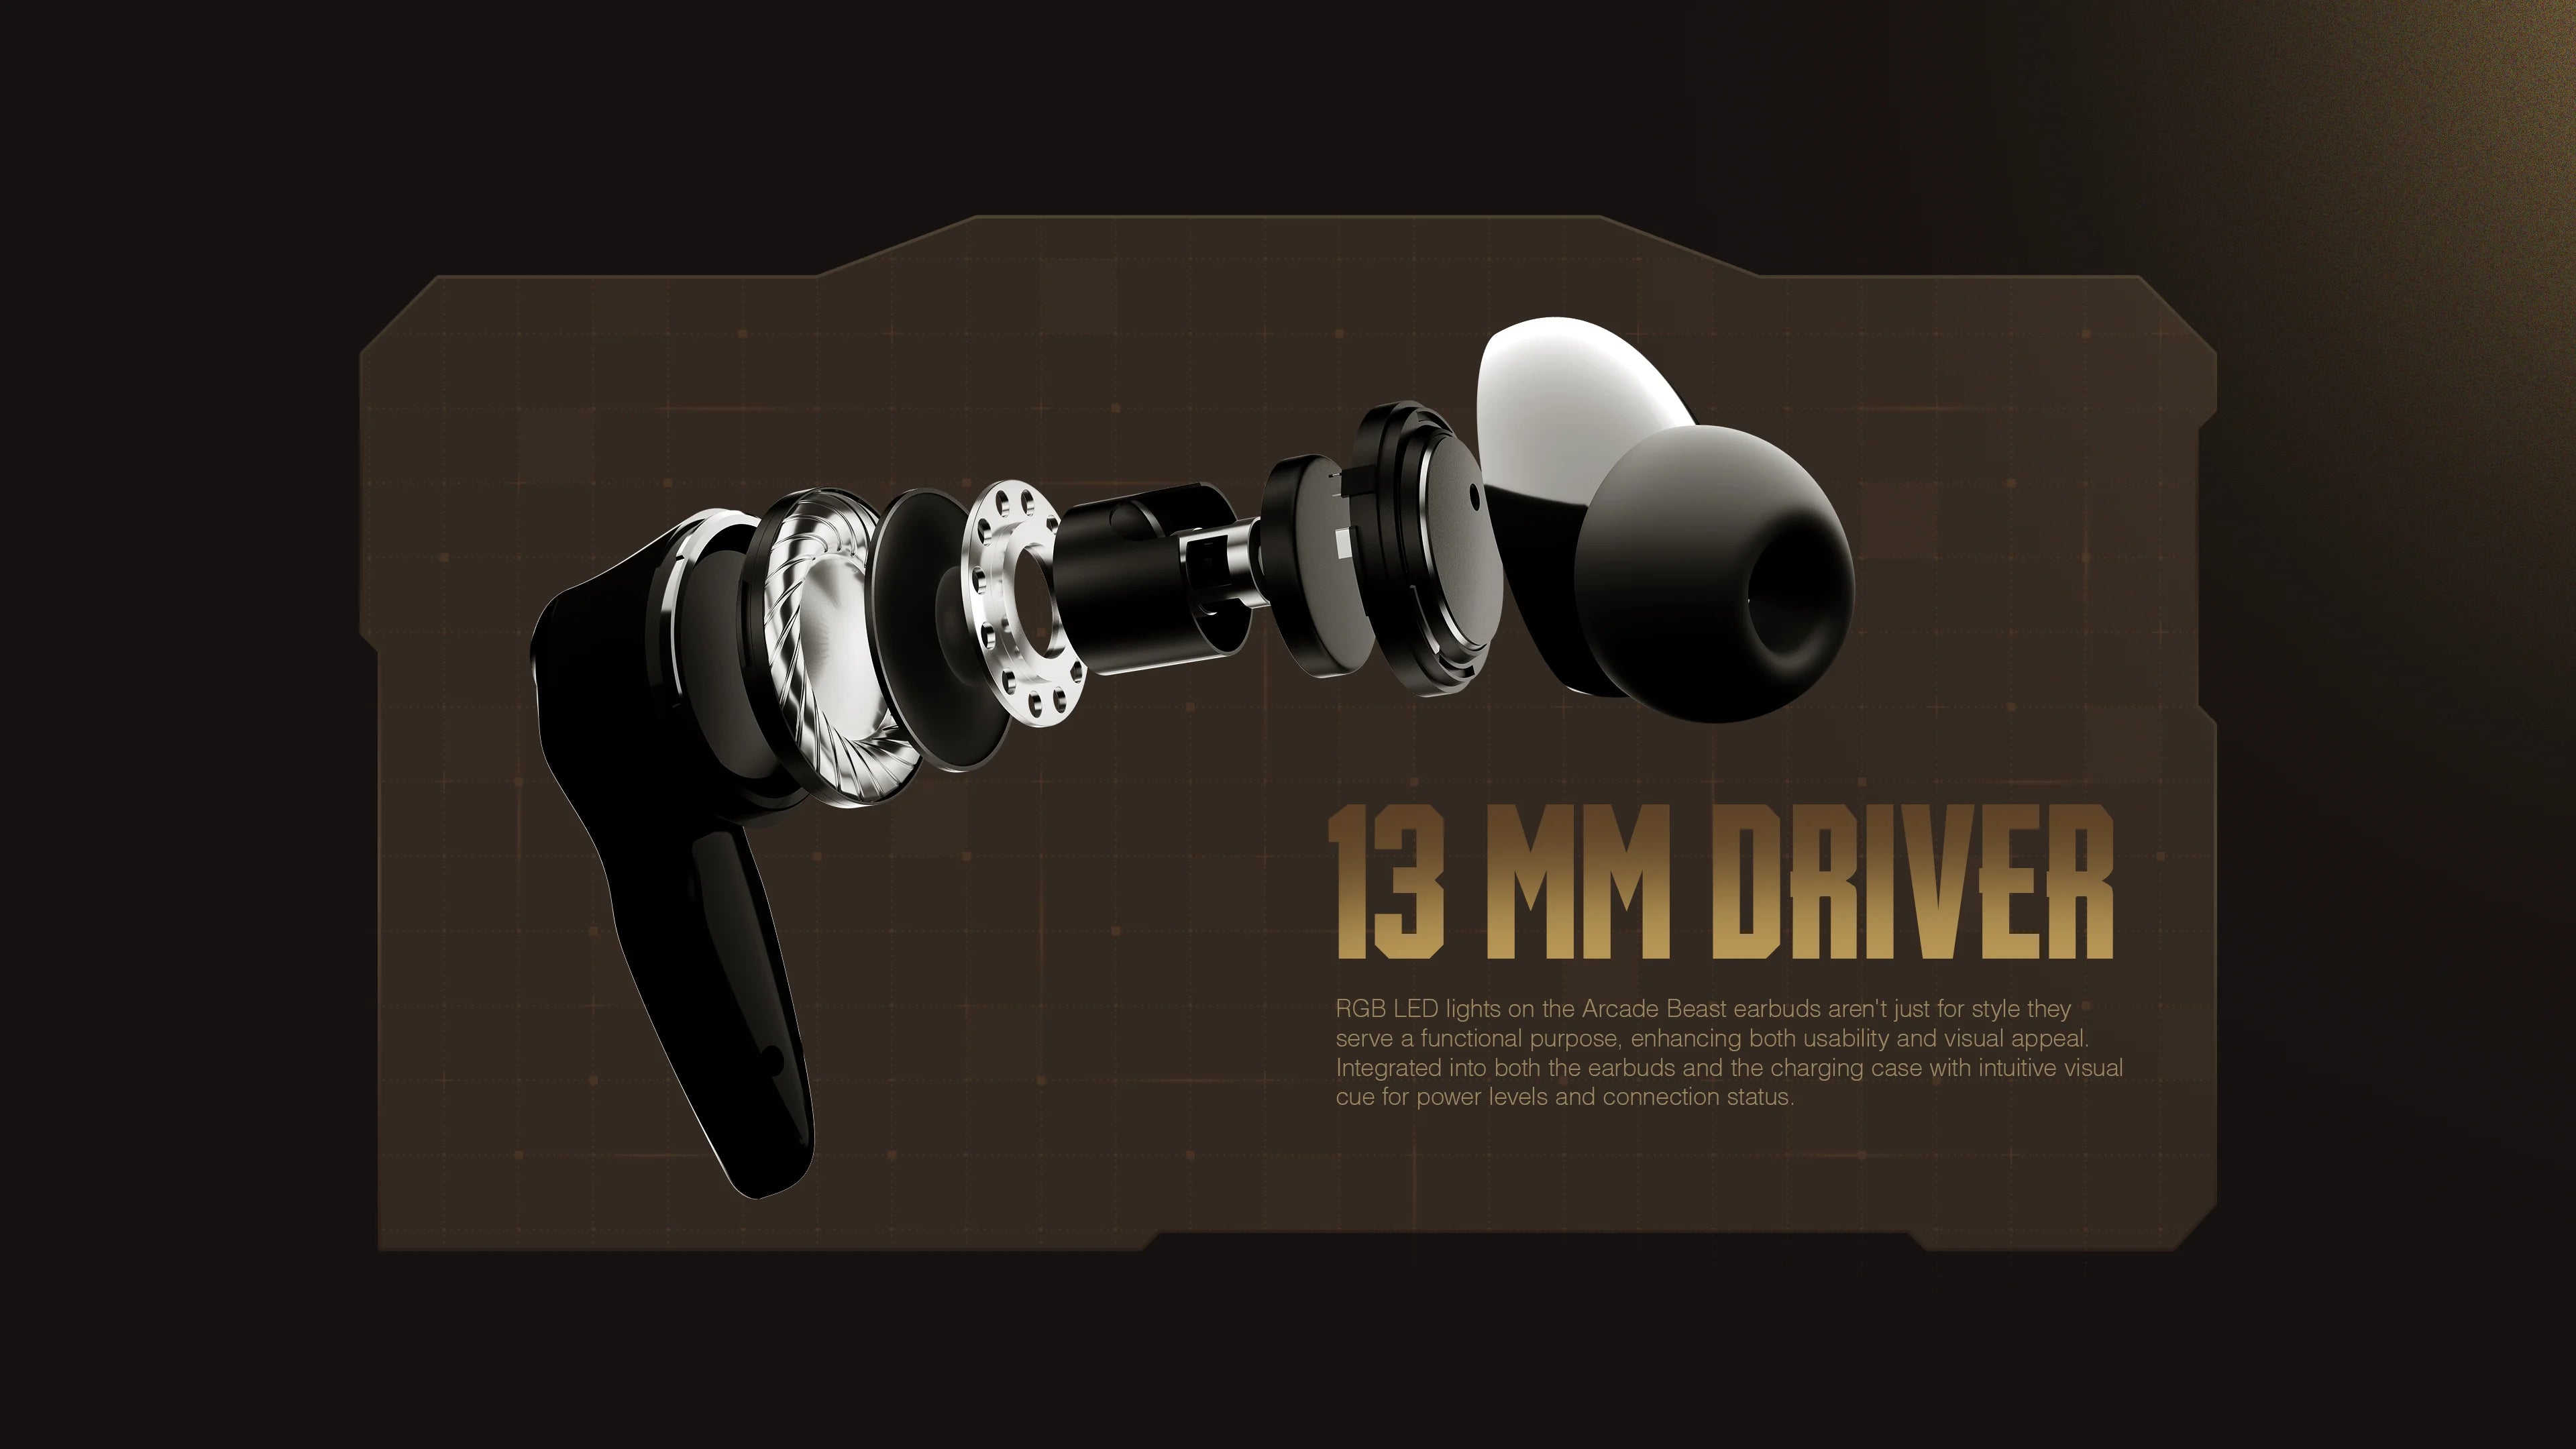 13 MM DRIVER
RGB LED lights on the Arcade Beast earbuds aren't just for style they
serve a functional purpose, enhancing both usability and visual appeal.
Integrated into both the earbuds and the charging case with intuitive visual
cue for power levels and connection status.